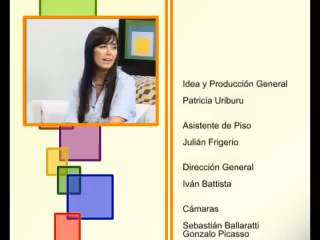 Idea y Producción General
Patricia Uriburu
Asistente de Piso
Julián Frigerio
Dirección General
Iván Battista
Cámaras
Sebastián Ballaratti
Gonzalo Picasso